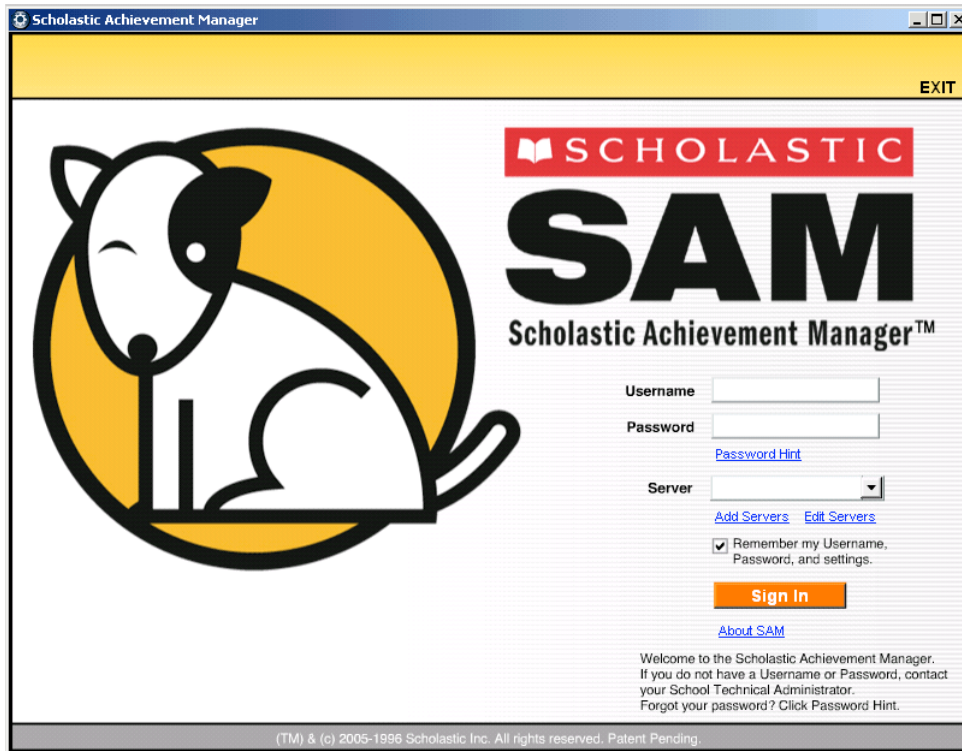 Scholastic Achievement Manager
EXIT
SCHOLASTIC
SAM
Scholastic Achievement Manager™
Username
Password
Password Hint
Server
Add Servers Edit Servers
Remember my Username,
Password, and settings.
Sign In
About SAM
Welcome to the Scholastic Achievement Manager.
If you do not have a Username or Password, contact
your School Technical Administrator.
Forgot your password? Click Password Hint.
(TM) & (c) 2005-1996 Scholastic Inc. All rights reserved. Patent Pending.